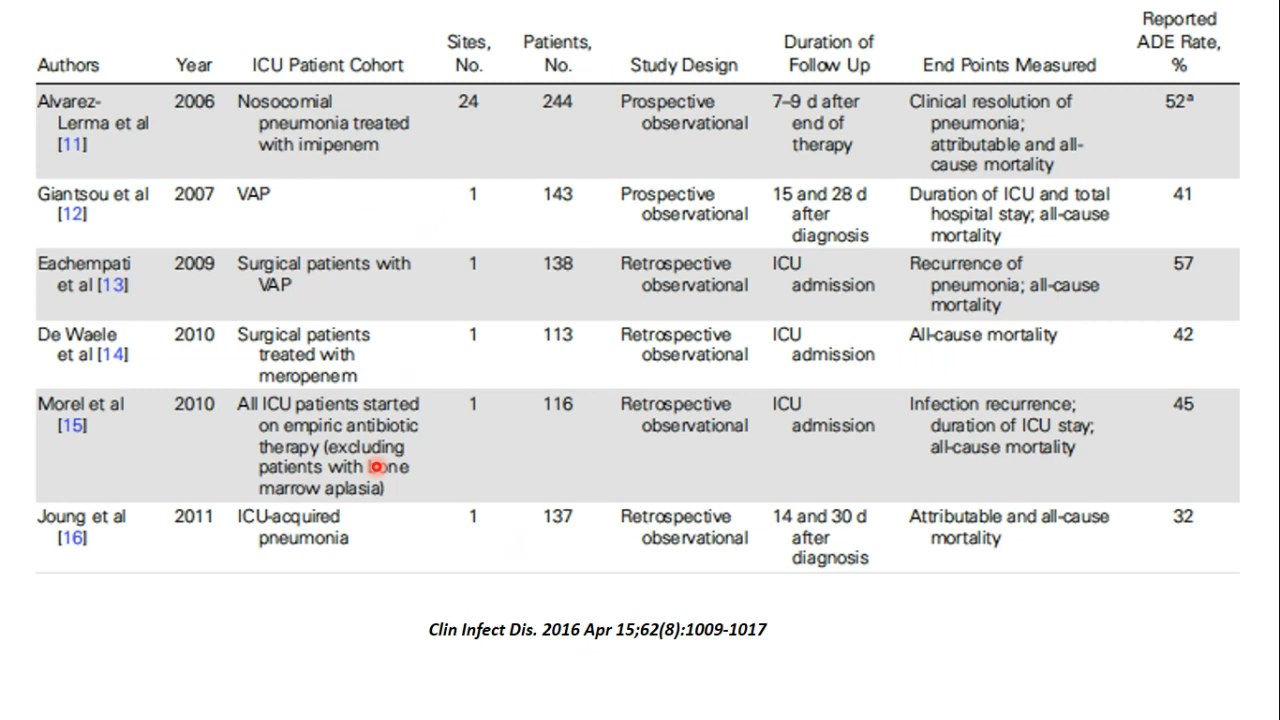 Authors Year ICU Patient Cohort Sites, No. Patients, No. Study Design Duration of Follow Up End Points Measured Reported ADE Rate, %
Alvarez-Lerma et al [11] 2006 Nosocomial pneumonia treated with imipenem 24 244 Prospective observational 7–9 d after end of therapy Clinical resolution of pneumonia; attributable and all-cause mortality 52ª
Giantsou et al [12] 2007 VAP 1 143 Prospective observational 15 and 28 d after diagnosis Duration of ICU and total hospital stay; all-cause mortality 41
Eachempati et al [13] 2009 Surgical patients with VAP 1 138 Retrospective observational ICU admission Recurrence of pneumonia; all-cause mortality 57
De Waele et al [14] 2010 Surgical patients treated with meropenem 1 113 Retrospective observational ICU admission All-cause mortality 42
Morel et al [15] 2010 All ICU patients started on empiric antibiotic therapy (excluding patients with bone marrow aplasia) 1 116 Retrospective observational ICU admission Infection recurrence; duration of ICU stay; all-cause mortality 45
Joung et al [16] 2011 ICU-acquired pneumonia 1 137 Retrospective observational 14 and 30 d after diagnosis Attributable and all-cause mortality 32
Clin Infect Dis. 2016 Apr 15;62(8):1009-1017